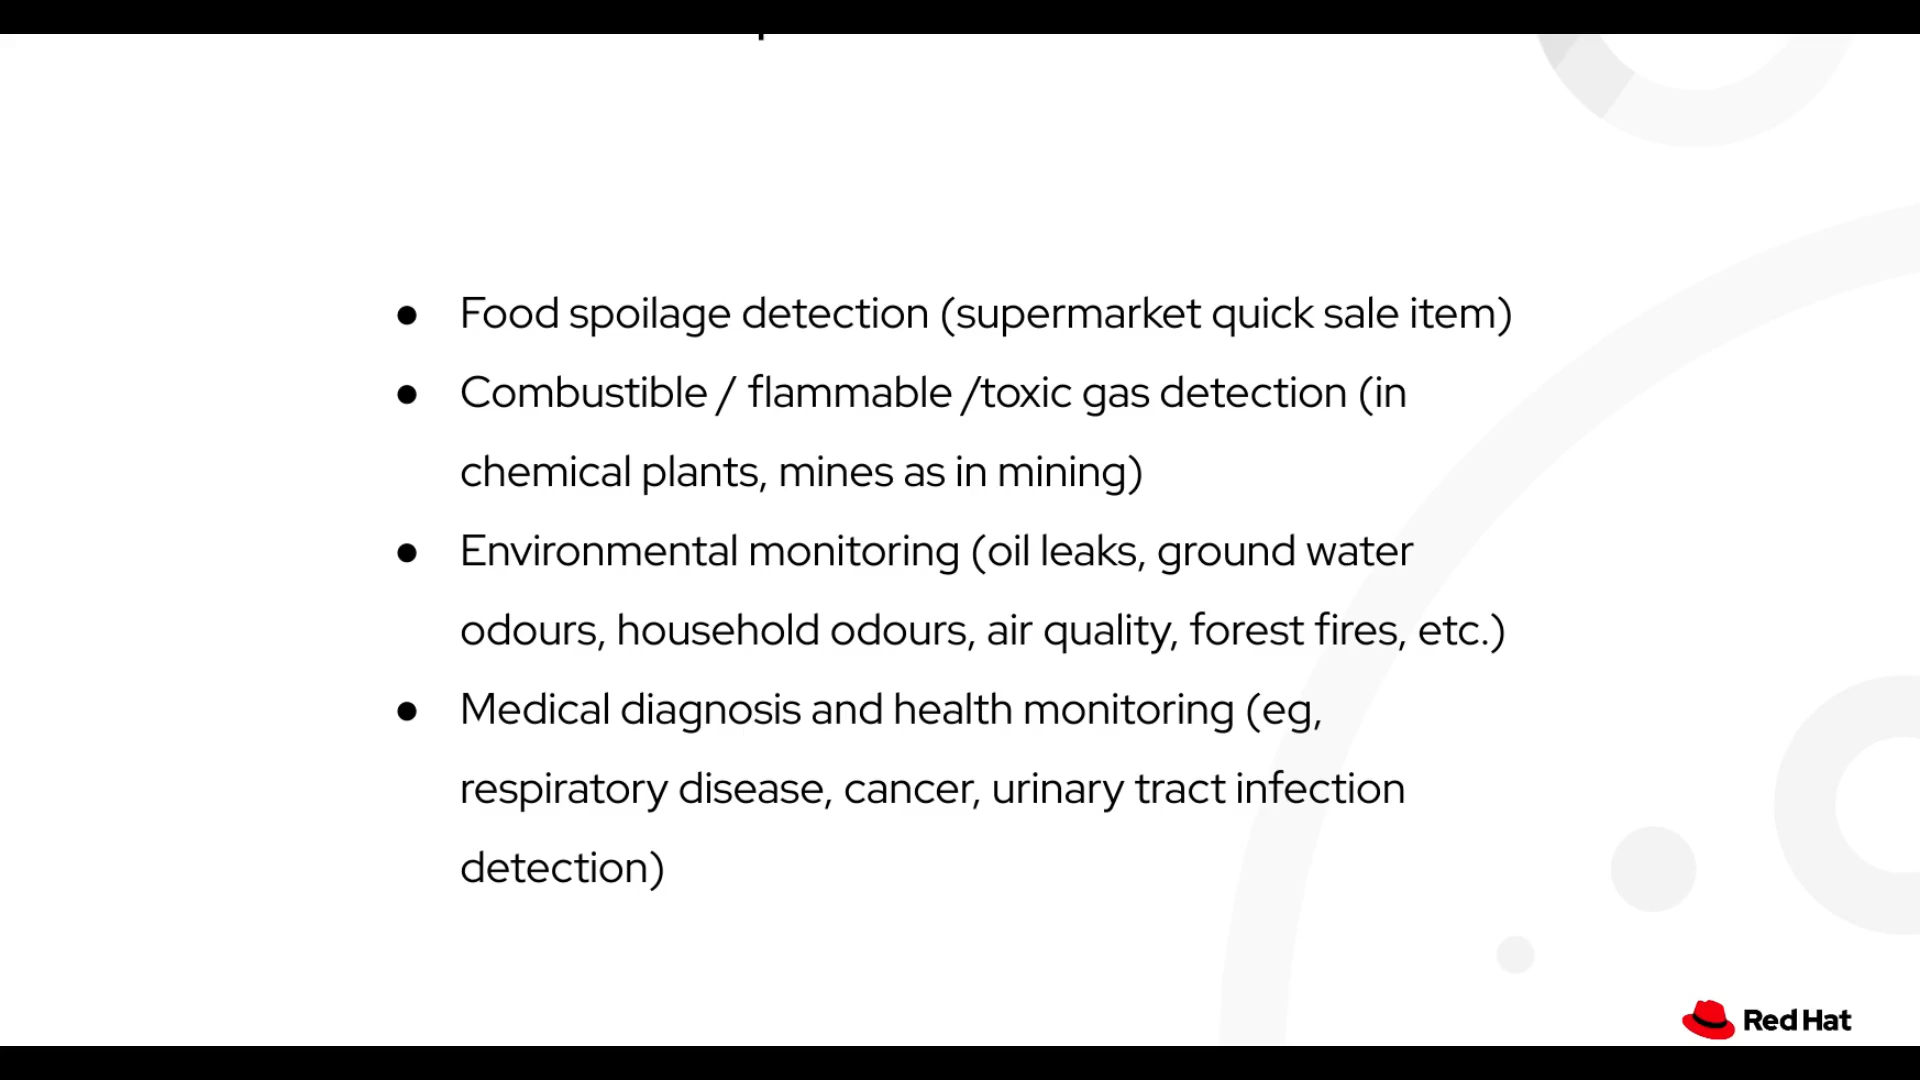 ● Food spoilage detection (supermarket quick sale item)
● Combustible / flammable /toxic gas detection (in
chemical plants, mines as in mining)
● Environmental monitoring (oil leaks, ground water
odours, household odours, air quality, forest fires, etc.)
● Medical diagnosis and health monitoring (eg,
respiratory disease, cancer, urinary tract infection
detection)
Red Hat